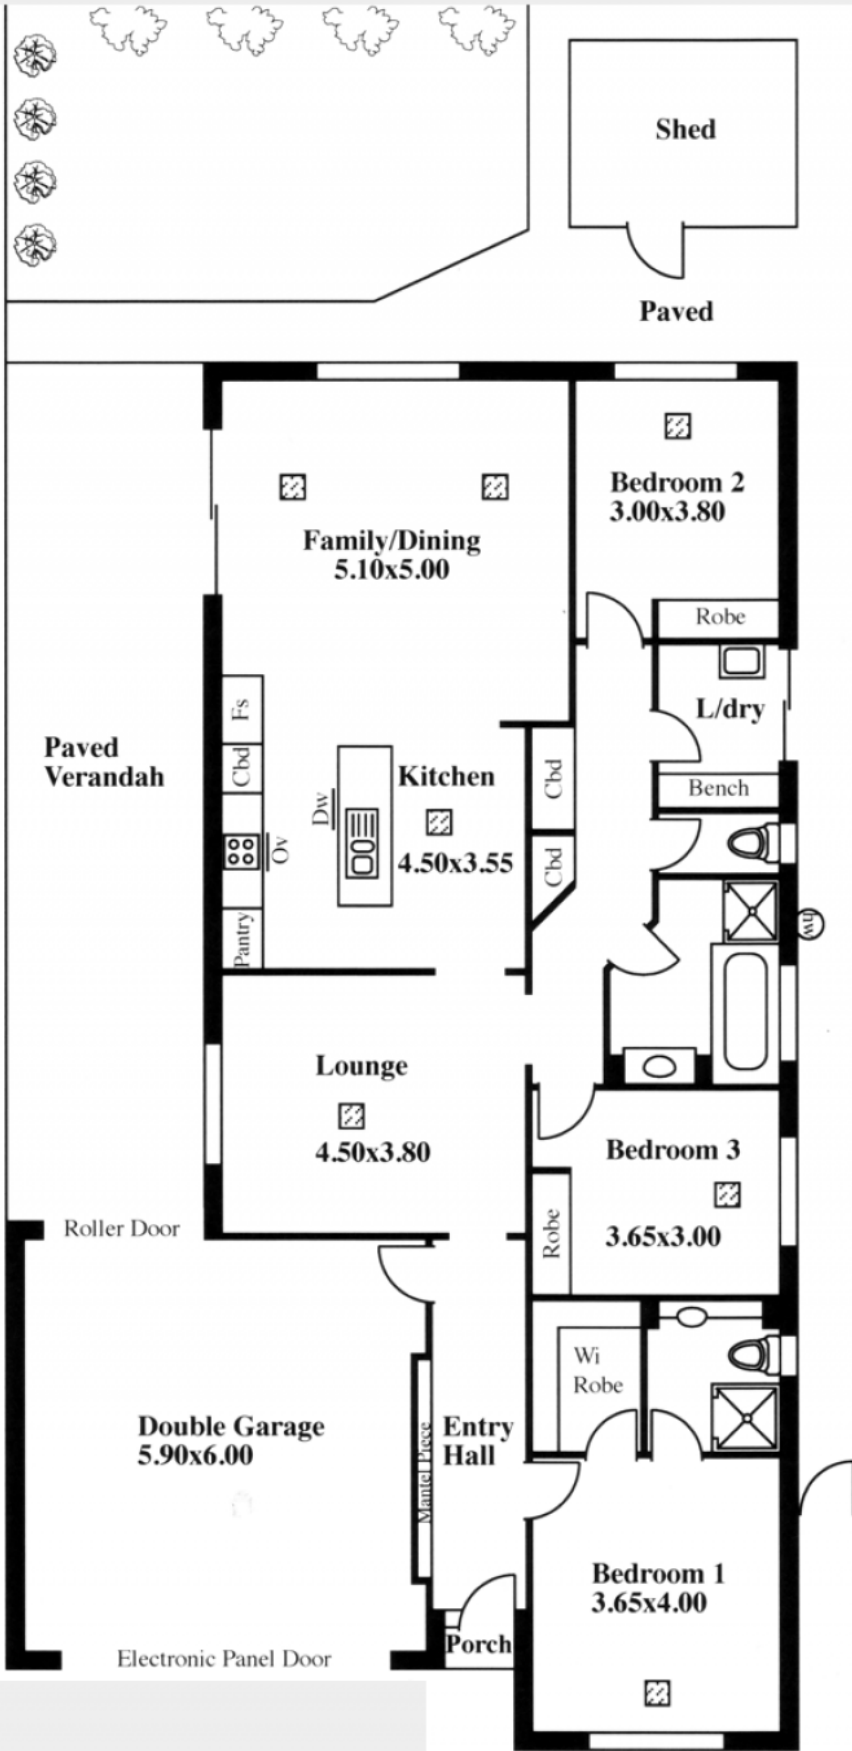 Shed
Paved
Bedroom 2
3.00x3.80
Family/Dining
5.10x5.00
Robe
Fs
L/dry
Paved
Verandah
Cbd
Kitchen
Cbd
Bench
Dw
Ov
4.50x3.55
Cbd
Pantry
hw
Lounge
4.50x3.80
Bedroom 3
Roller Door
Robe
3.65x3.00
Wi
Robe
Double Garage
5.90x6.00
Mantel Piece
Entry
Hall
Bedroom 1
3.65x4.00
Porch
Electronic Panel Door